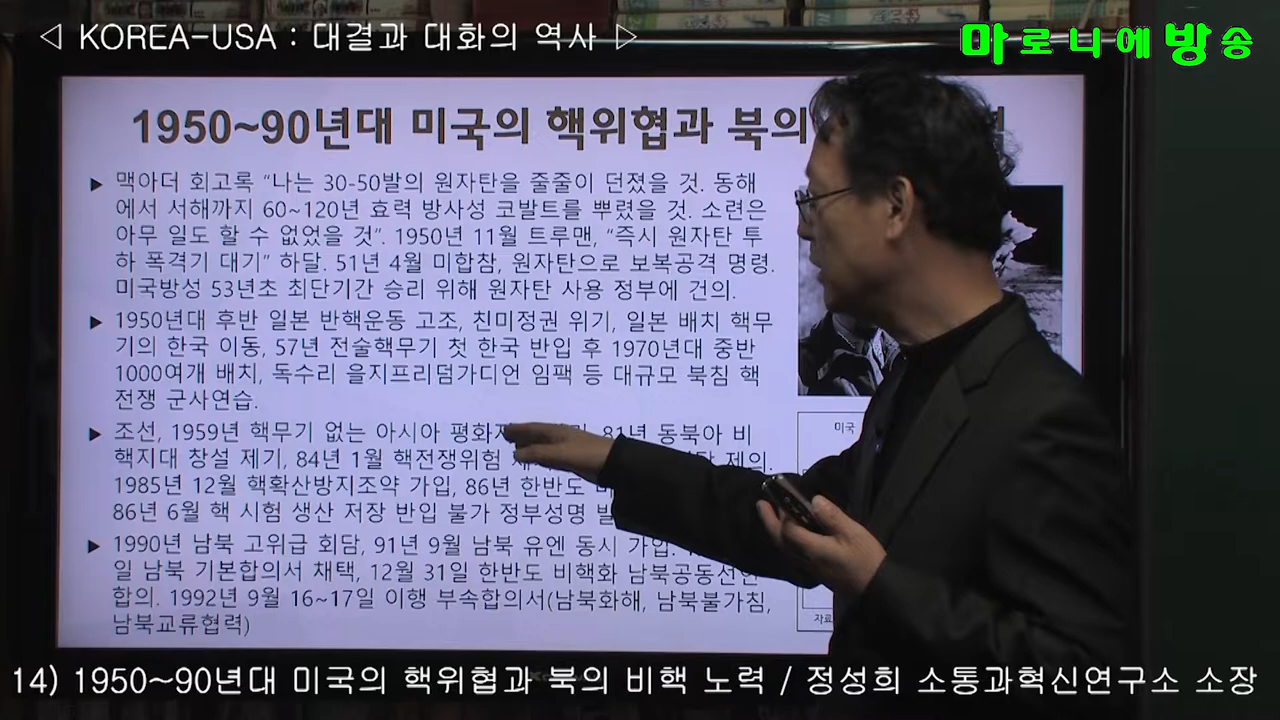 ◁ KOREA-USA : 대결과 대화의 역사 ▷
마로니에방송
1950~90년대 미국의 핵위협과 북의
▶ 맥아더 회고록 “나는 30-50발의 원자탄을 줄줄이 던졌을 것. 동해
에서 서해까지 60~120년 효력 방사성 코발트를 뿌렸을 것. 소련은
아무 일도 할 수 없었을 것”. 1950년 11월 트루맨, “즉시 원자탄 투
하 폭격기 대기” 하달. 51년 4월 미합참, 원자탄으로 보복공격 명령.
미국방성 53년초 최단기간 승리 위해 원자탄 사용 정부에 건의.
▶ 1950년대 후반 일본 반핵운동 고조, 친미정권 위기, 일본 배치 핵무
기의 한국 이동, 57년 전술핵무기 첫 한국 반입 후 1970년대 중반
1000여개 배치, 독수리 을지프리덤가디언 임팩 등 대규모 북침 핵
전쟁 군사연습.
▶ 조선, 1959년 핵무기 없는 아시아 81년 동북아 비
핵지대 창설 제기, 84년 1월 핵전쟁위험 제의.
1985년 12월 핵확산방지조약 가입, 86년 한반도
86년 6월 핵 시험 생산 저장 반입 불가 정부성명
▶ 1990년 남북 고위급 회담, 91년 9월 남북 유엔 동시 가입.
일 남북 기본합의서 채택, 12월 31일 한반도 비핵화 남북공동선언
합의. 1992년 9월 16~17일 이행 부속합의서(남북화해, 남북불가침,
남북교류협력)
미국
14) 1950~90년대 미국의 핵위협과 북의 비핵 노력 / 정성희 소통과혁신연구소 소장